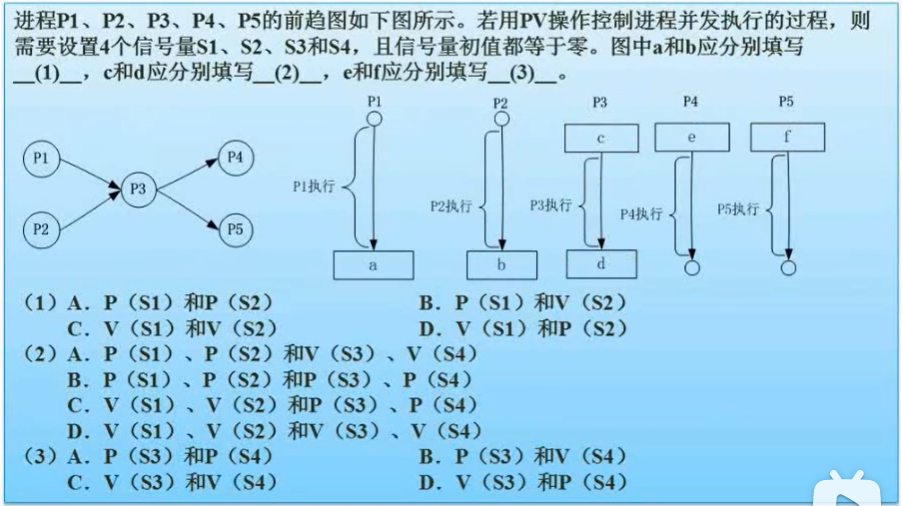 进程P1、P2、P3、P4、P5的前趋图如下图所示。若用PV操作控制进程并发执行的过程，则
需要设置4个信号量S1、S2、S3和S4，且信号量初值都等于零。图中a和b应分别填写
__(1)__，c和d应分别填写__(2)__，e和f应分别填写__(3)__。
P1 P2 P3 P4 P5
c e f
P1 P4
P3
P1执行 P2执行 P3执行 P4执行 P5执行
P2 P5
a b d
（1）A．P（S1）和P（S2） B．P（S1）和V（S2）
C．V（S1）和V（S2） D．V（S1）和P（S2）
（2）A．P（S1）、P（S2）和V（S3）、V（S4）
B．P（S1）、P（S2）和P（S3）、P（S4）
C．V（S1）、V（S2）和P（S3）、P（S4）
D．V（S1）、V（S2）和V（S3）、V（S4）
（3）A．P（S3）和P（S4） B．P（S3）和V（S4）
C．V（S3）和V（S4） D．V（S3）和P（S4）